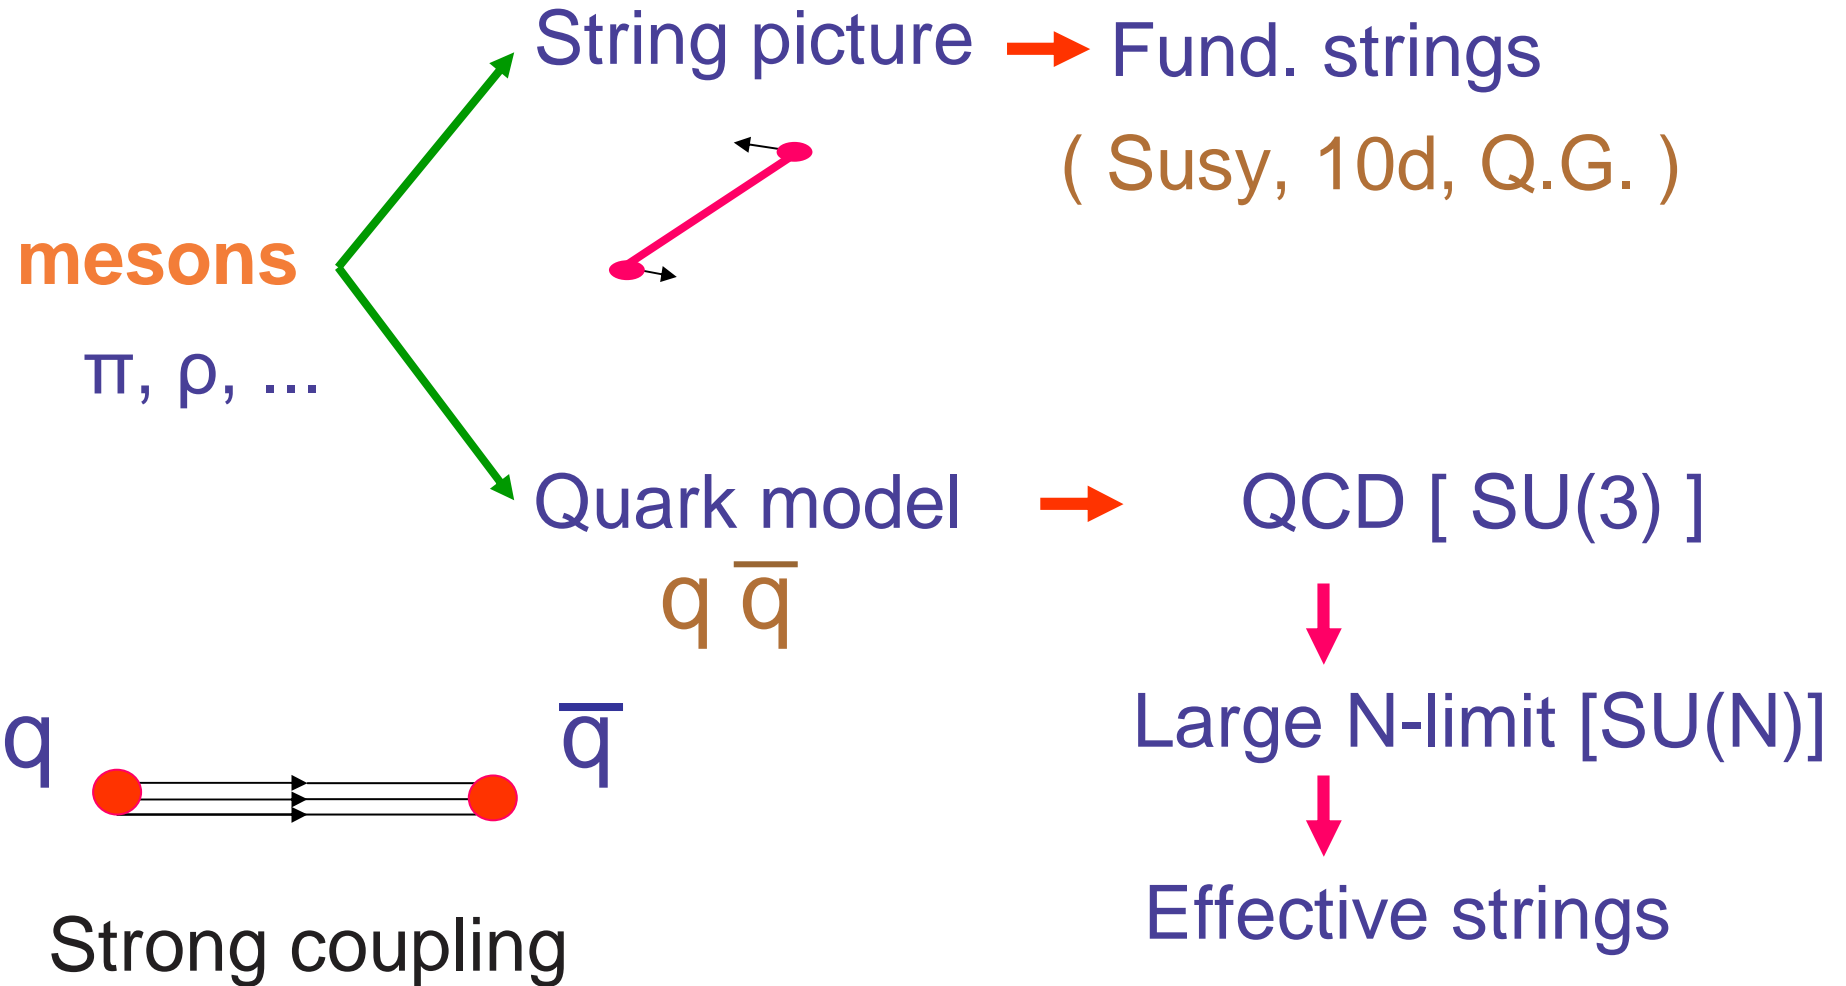 String picture
Fund. strings
( Susy, 10d, Q.G. )
mesons
π, ρ, ...
Quark model
QCD [ SU(3) ]
q q̅
q
q̅
Large N-limit [SU(N)]
Effective strings
Strong coupling